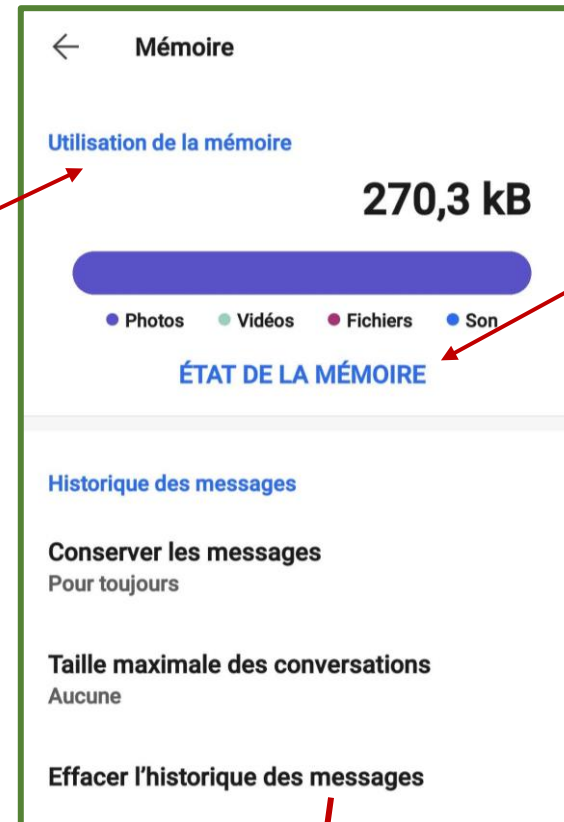 Mémoire
Utilisation de la mémoire
270,3 kB
Photos Vidéos Fichiers Son
ÉTAT DE LA MÉMOIRE
Historique des messages
Conserver les messages
Pour toujours
Taille maximale des conversations
Aucune
Effacer l’historique des messages